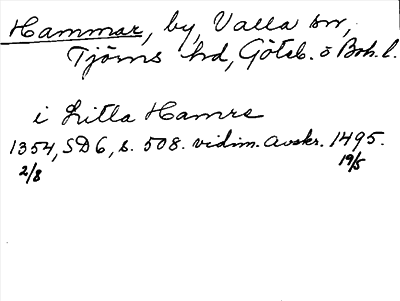 Hammar, by, Valla sn,
Tjörns hd, Göteb. o Boh. l.
i Litla Hamre
1354, SD 6, s. 508. vidim. avskr. 1495.
2/8 19/5